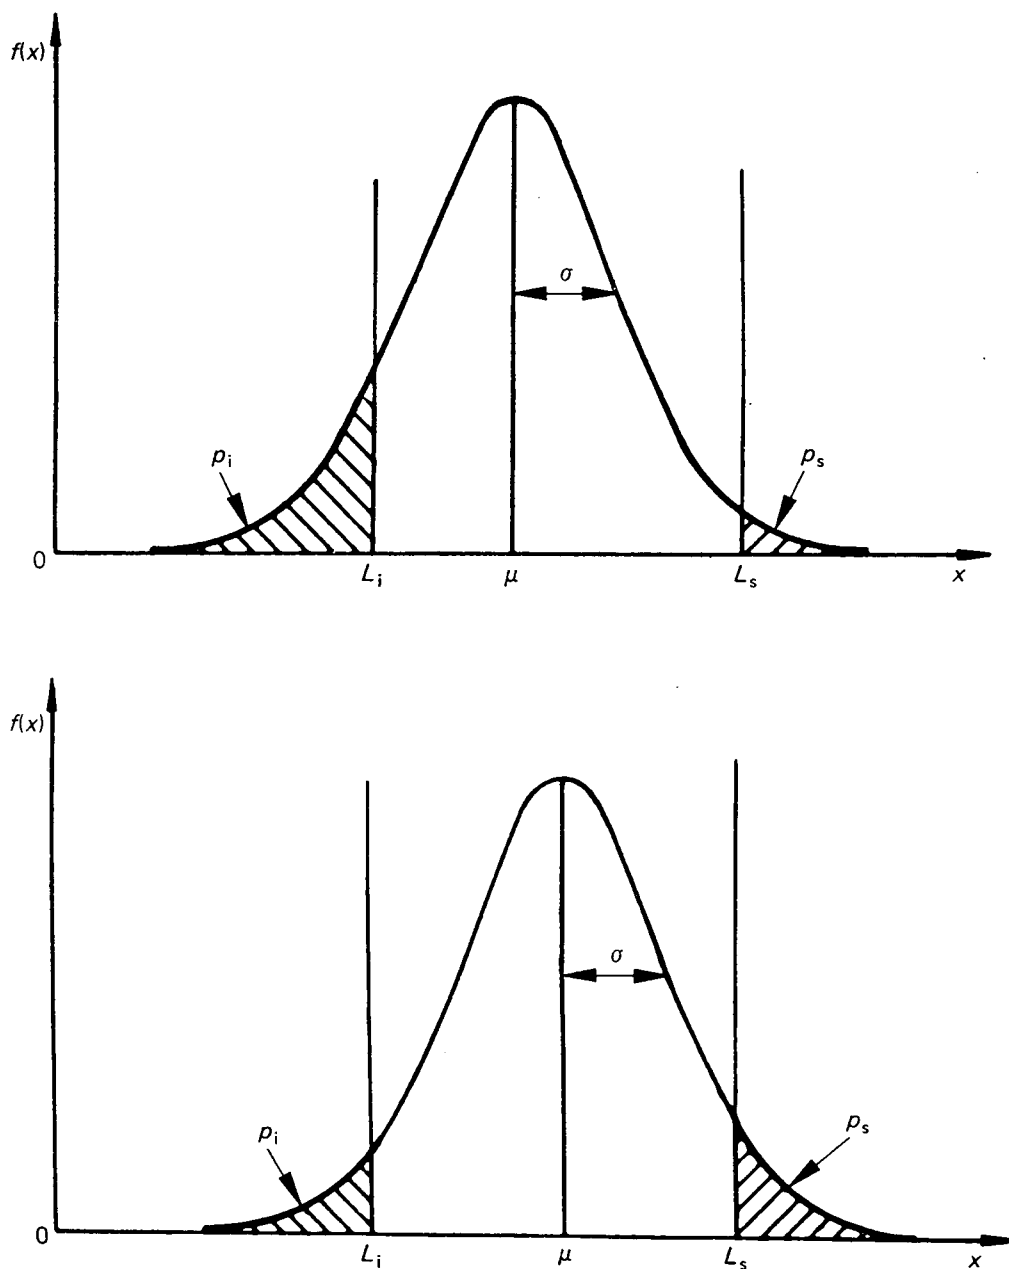 f(x)
σ
p_i
p_s
0
L_i
μ
L_s
x
f(x)
σ
p_i
p_s
0
L_i
μ
L_s
x